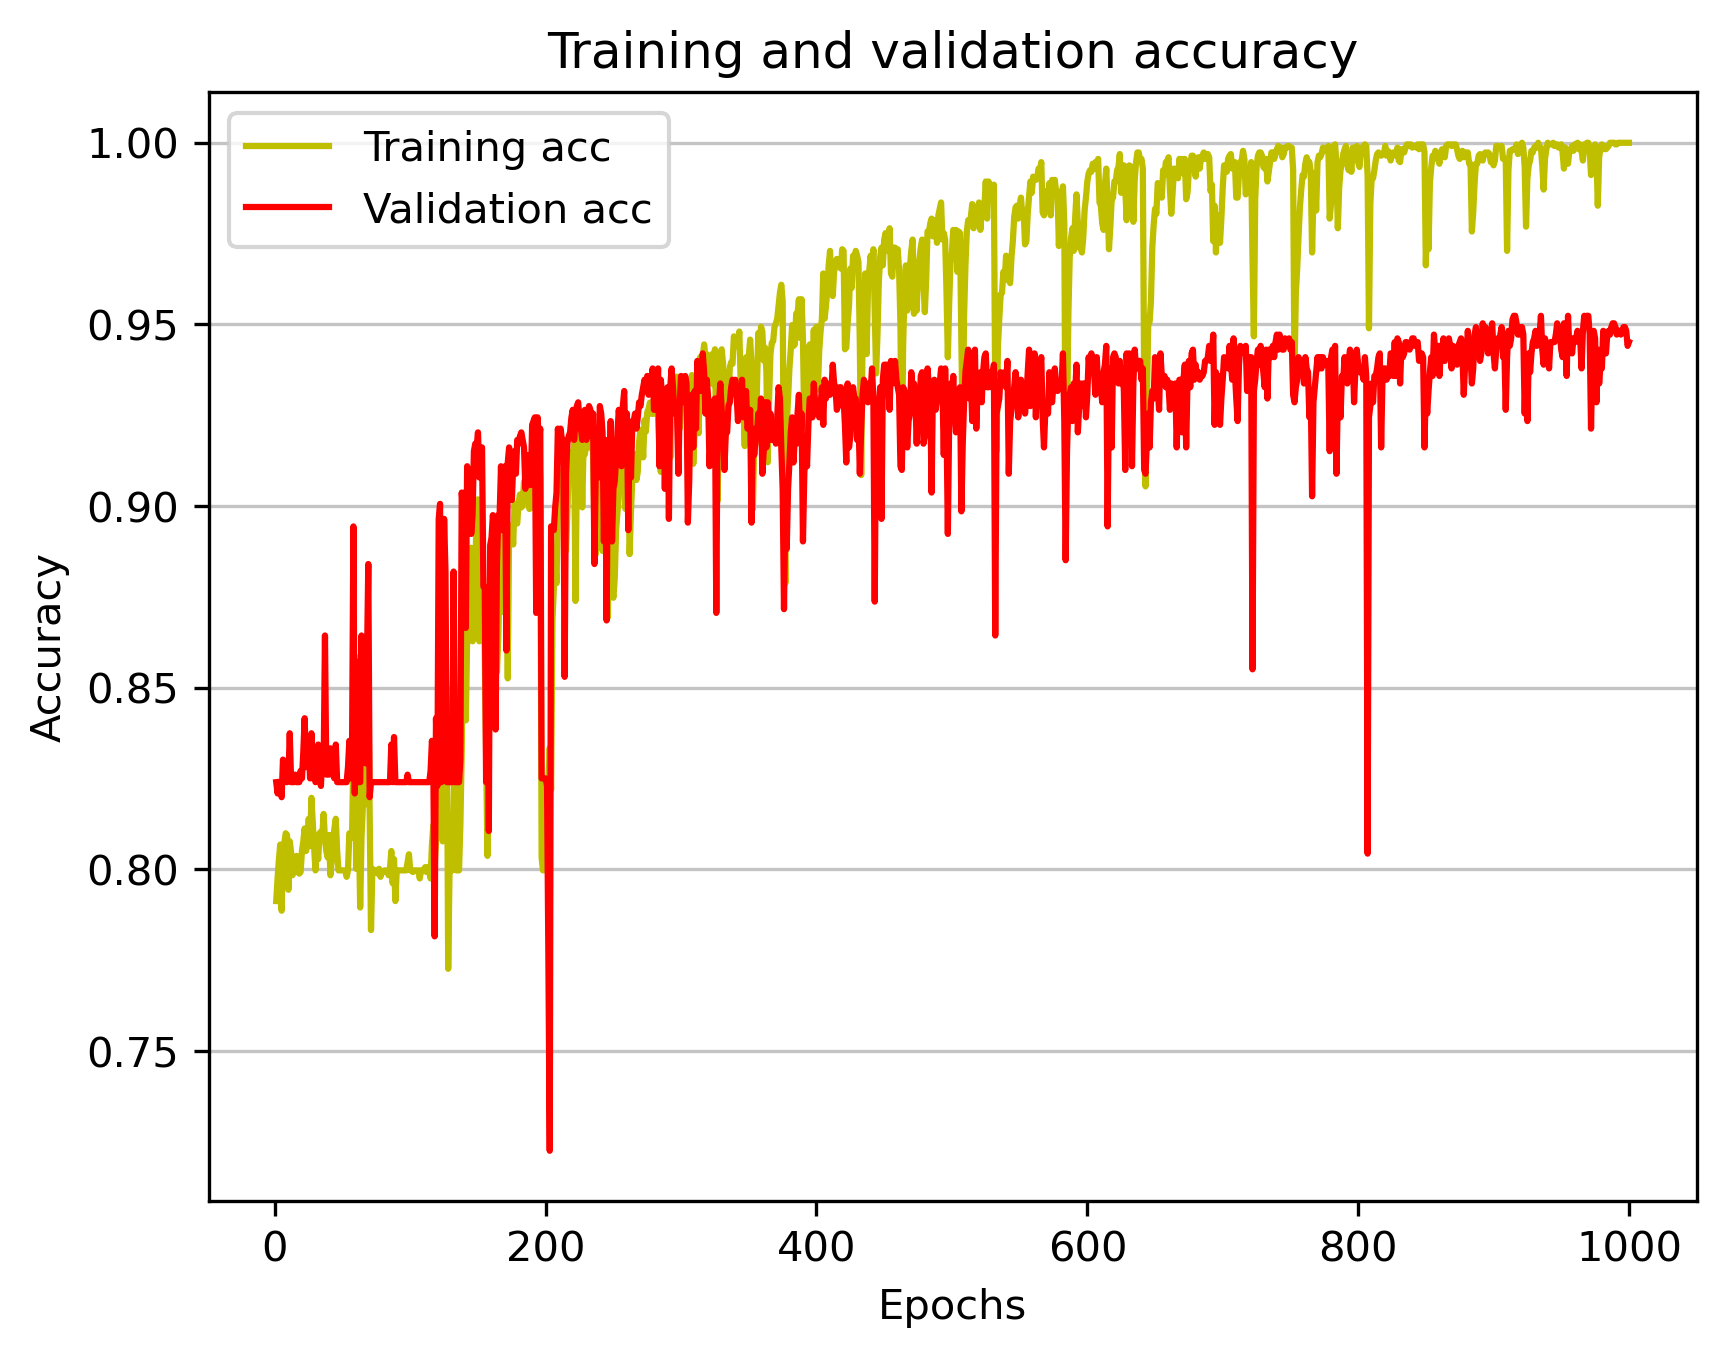 Training and validation accuracy
Training acc
Validation acc
1.00
0.95
0.90
0.85
0.80
0.75
Accuracy
0 200 400 600 800 1000
Epochs